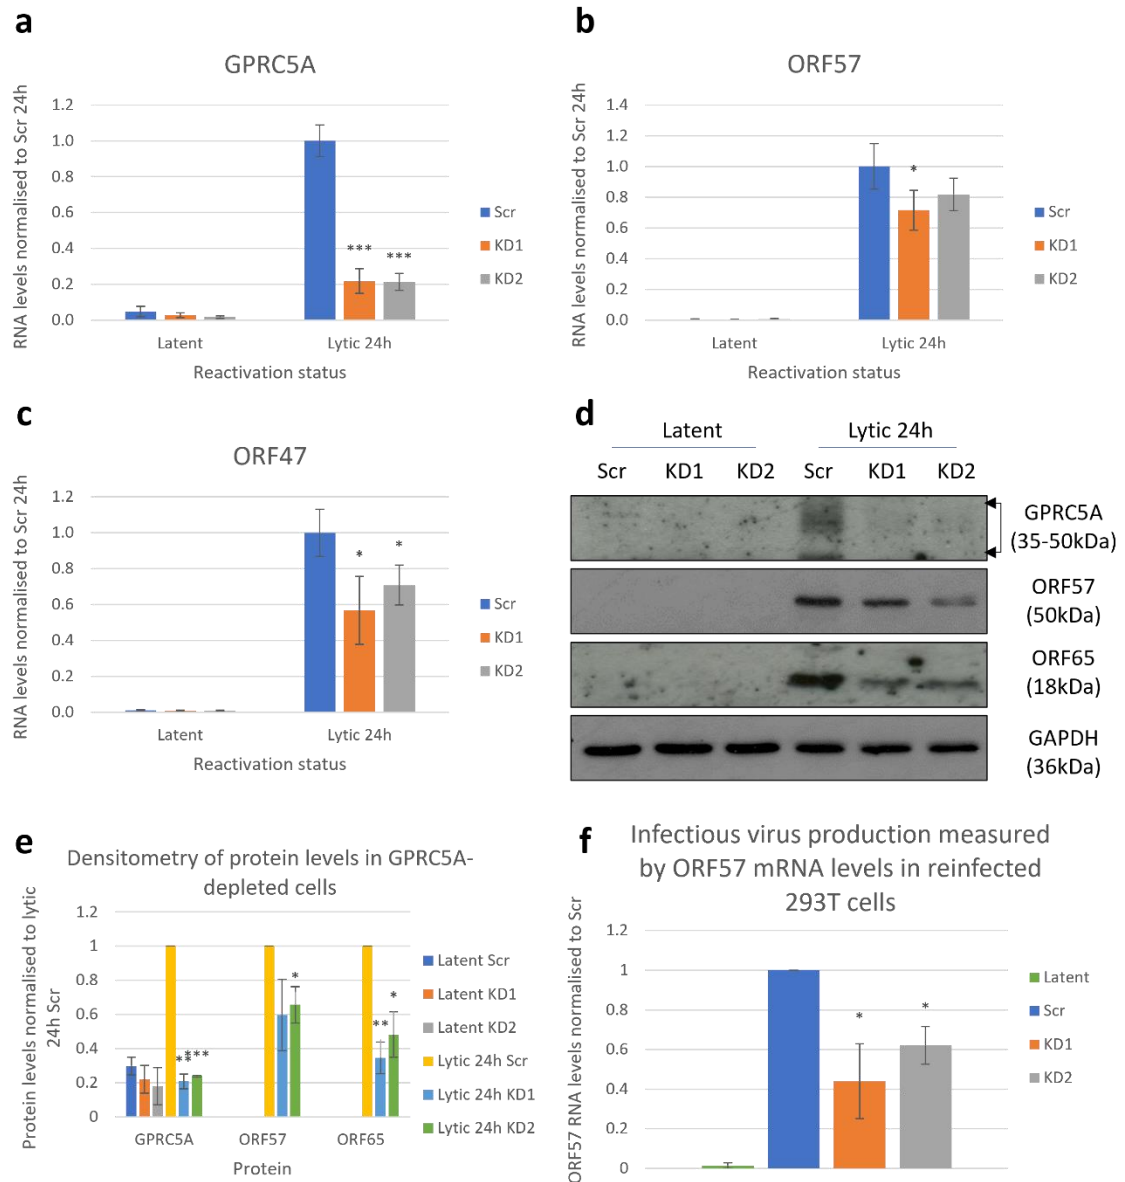 a
GPRC5A
RNA levels normalised to Scr 24h
1.2
1.0
0.8
0.6
0.4
0.2
0.0
***
***
Latent
Lytic 24h
Reactivation status
Scr
KD1
KD2
b
ORF57
RNA levels normalised to Scr 24h
1.4
1.2
1.0
0.8
0.6
0.4
0.2
0.0
*
Latent
Lytic 24h
Reactivation status
Scr
KD1
KD2
c
ORF47
RNA levels normalised to Scr 24h
1.2
1.0
0.8
0.6
0.4
0.2
0.0
*
*
Latent
Lytic 24h
Reactivation status
Scr
KD1
KD2
d
Latent
Lytic 24h
Scr KD1 KD2 Scr KD1 KD2
GPRC5A
(35-50kDa)
ORF57
(50kDa)
ORF65
(18kDa)
GAPDH
(36kDa)
e
Densitometry of protein levels in GPRC5A-
depleted cells
Protein levels normalised to lytic
24h Scr
1.2
1
0.8
0.6
0.4
0.2
0
**
***
*
**
*
GPRC5A
ORF57
ORF65
Protein
Latent Scr
Latent KD1
Latent KD2
Lytic 24h Scr
Lytic 24h KD1
Lytic 24h KD2
f
Infectious virus production measured
by ORF57 mRNA levels in reinfected
293T cells
ORF57 RNA levels normalised to Scr
1.2
1
0.8
0.6
0.4
0.2
0
*
*
Latent
Scr
KD1
KD2